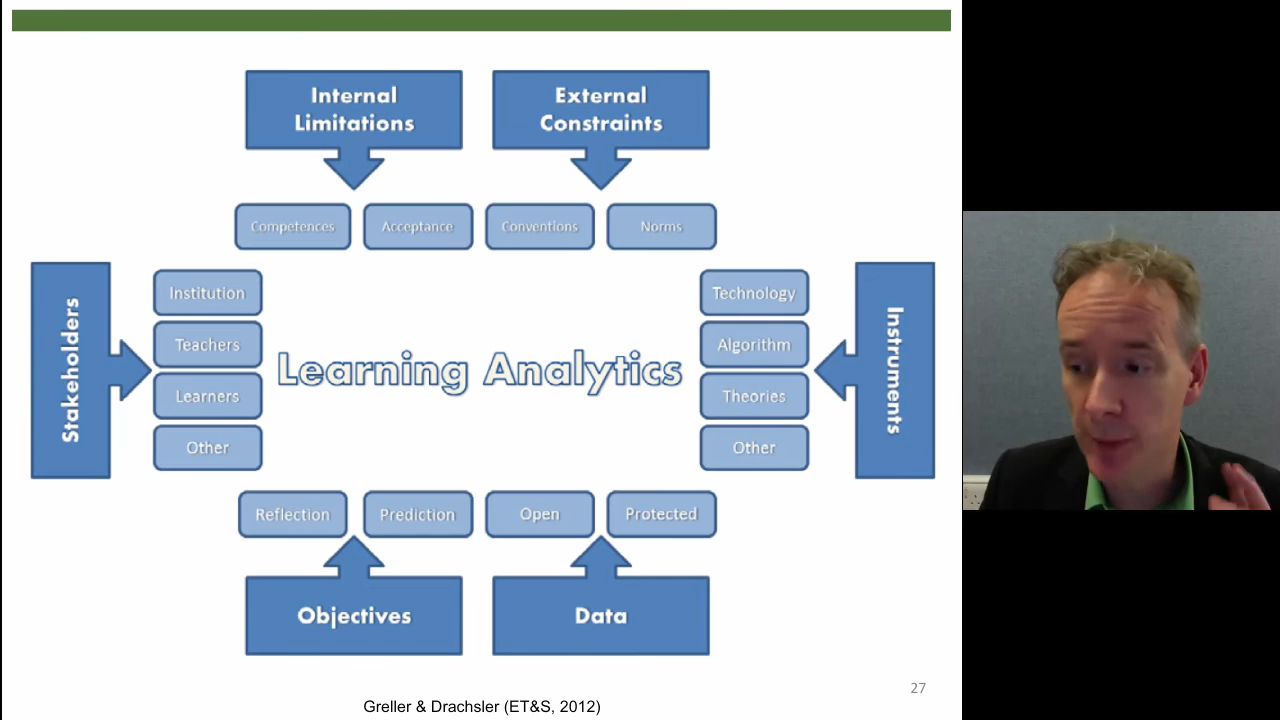 Internal
Limitations
External
Constraints
Competences
Acceptance
Conventions
Norms
Stakeholders
Institution
Teachers
Learners
Other
Learning Analytics
Technology
Algorithm
Theories
Other
Instruments
Reflection
Prediction
Open
Protected
Objectives
Data
27
Greller & Drachsler (ET&S, 2012)